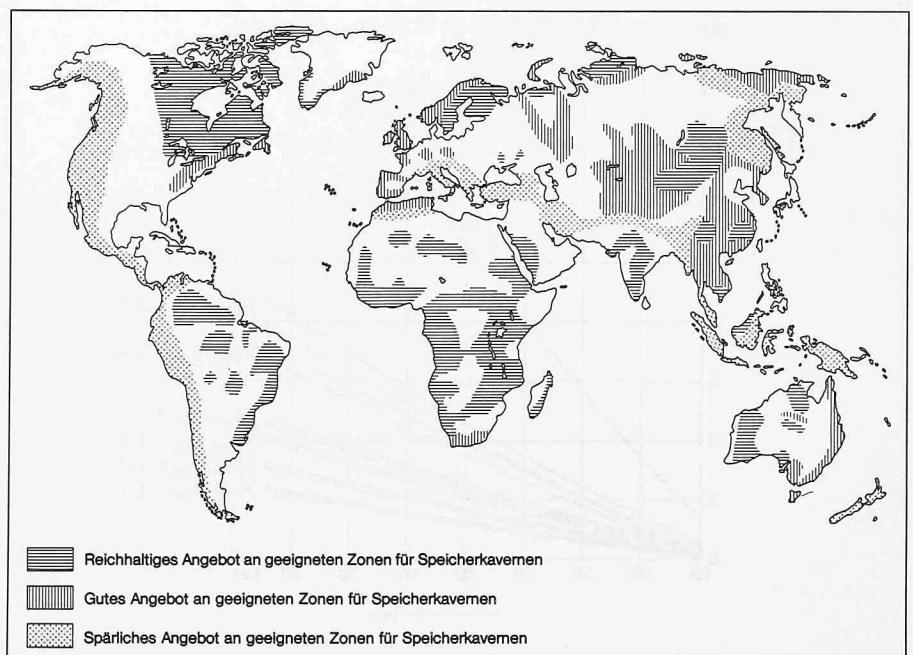 Reichhaltiges Angebot an geeigneten Zonen für Speicherkavernen
Gutes Angebot an geeigneten Zonen für Speicherkavernen
Spärliches Angebot an geeigneten Zonen für Speicherkavernen